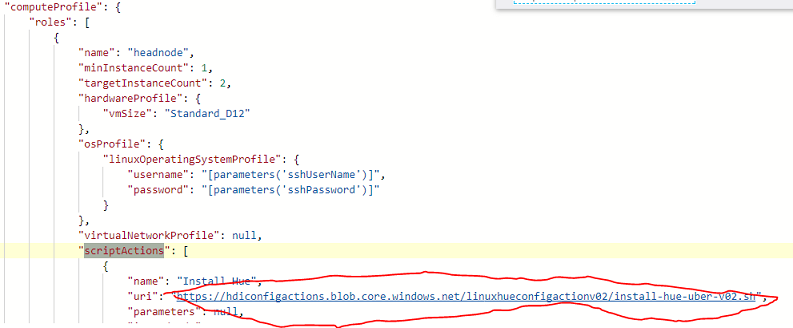 "computeProfile": {
"roles": [
{
"name": "headnode",
"minInstanceCount": 1,
"targetInstanceCount": 2,
"hardwareProfile": {
"vmSize": "Standard_D12"
},
"osProfile": {
"linuxOperatingSystemProfile": {
"username": "[parameters('sshUserName')]",
"password": "[parameters('sshPassword')]"
}
},
"virtualNetworkProfile": null,
"scriptActions": [
{
"name": "Install Hue",
"uri": "https://hdiconfigactions.blob.core.windows.net/linuxhueconfigactionv02/install-hue-uber-v02.sh",
"parameters": null,